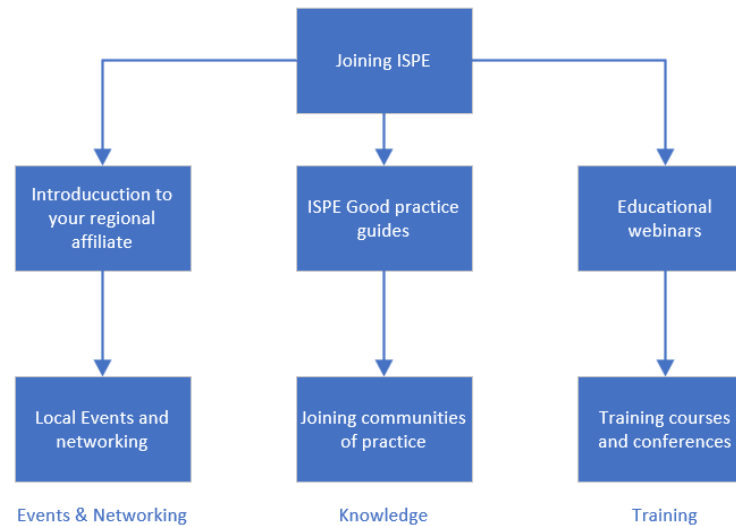 Joining ISPE
Introducuction to
your regional
affiliate
ISPE Good practice
guides
Educational
webinars
Local Events and
networking
Joining communities
of practice
Training courses
and conferences
Events & Networking
Knowledge
Training